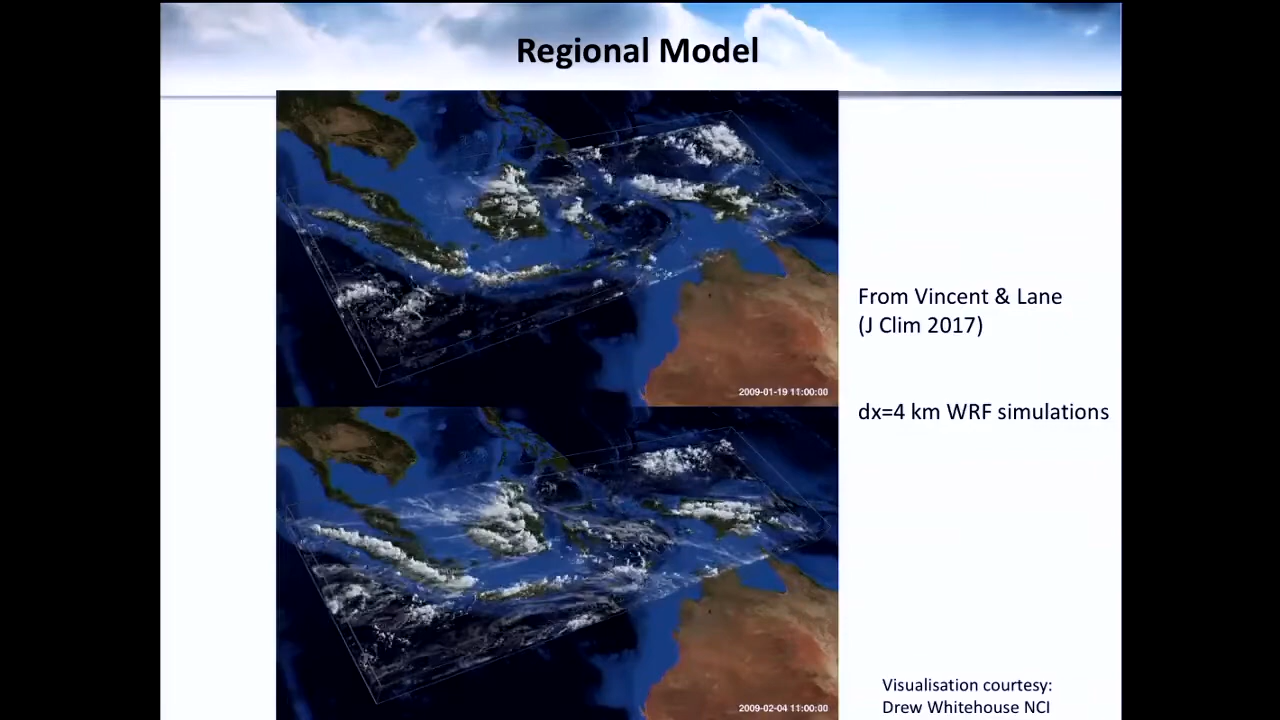 Regional Model
2009-01-19 11:00:00
From Vincent & Lane
(J Clim 2017)
dx=4 km WRF simulations
2009-02-04 11:00:00
Visualisation courtesy:
Drew Whitehouse NCI